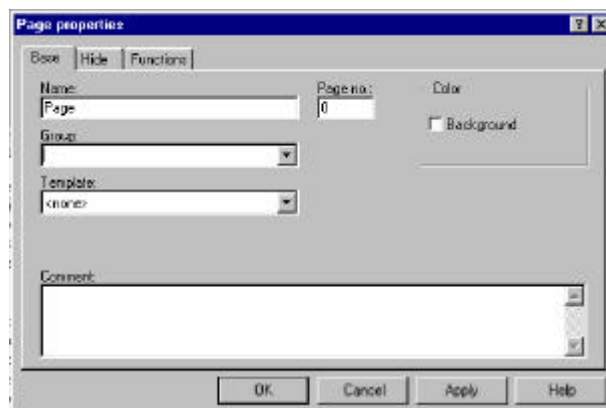 Page properties
Base Hide Functions
Name: Page no.: Color
Page 0
Background
Group:
Template:
<none>
Comment:
OK Cancel Apply Help